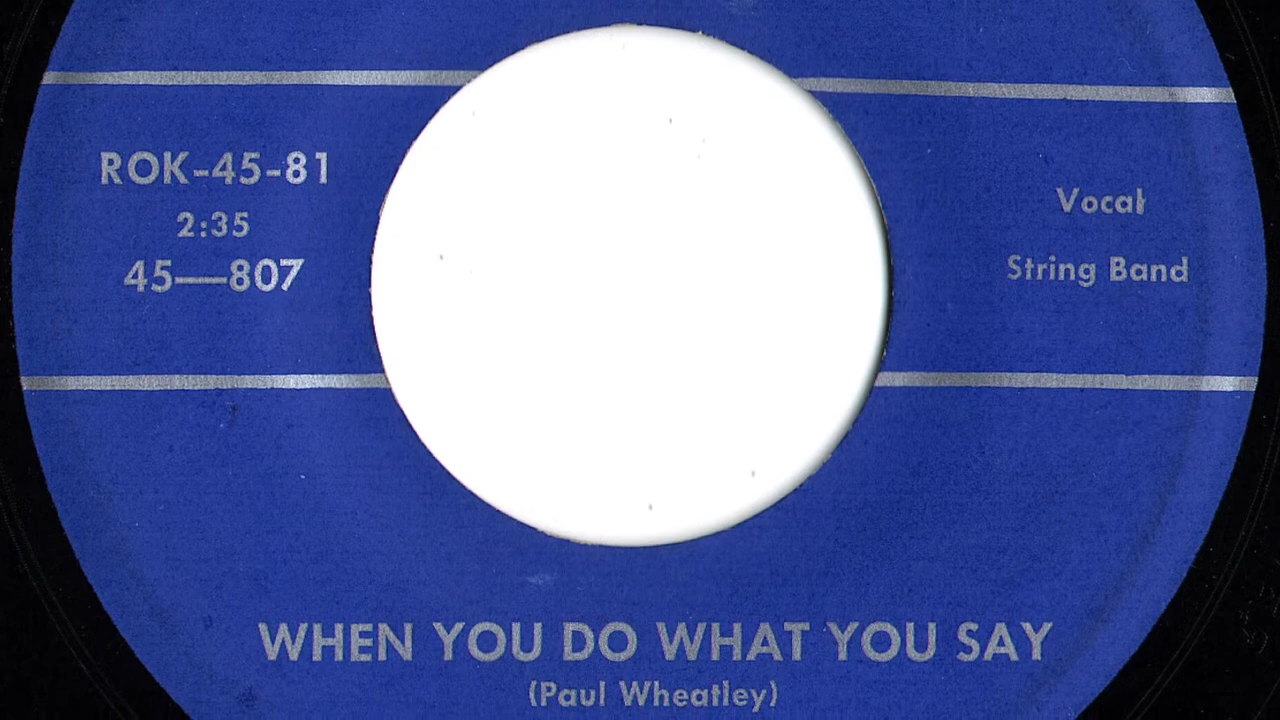 ROK-45-81
2:35
45—807
Vocal
String Band
WHEN YOU DO WHAT YOU SAY
(Paul Wheatley)